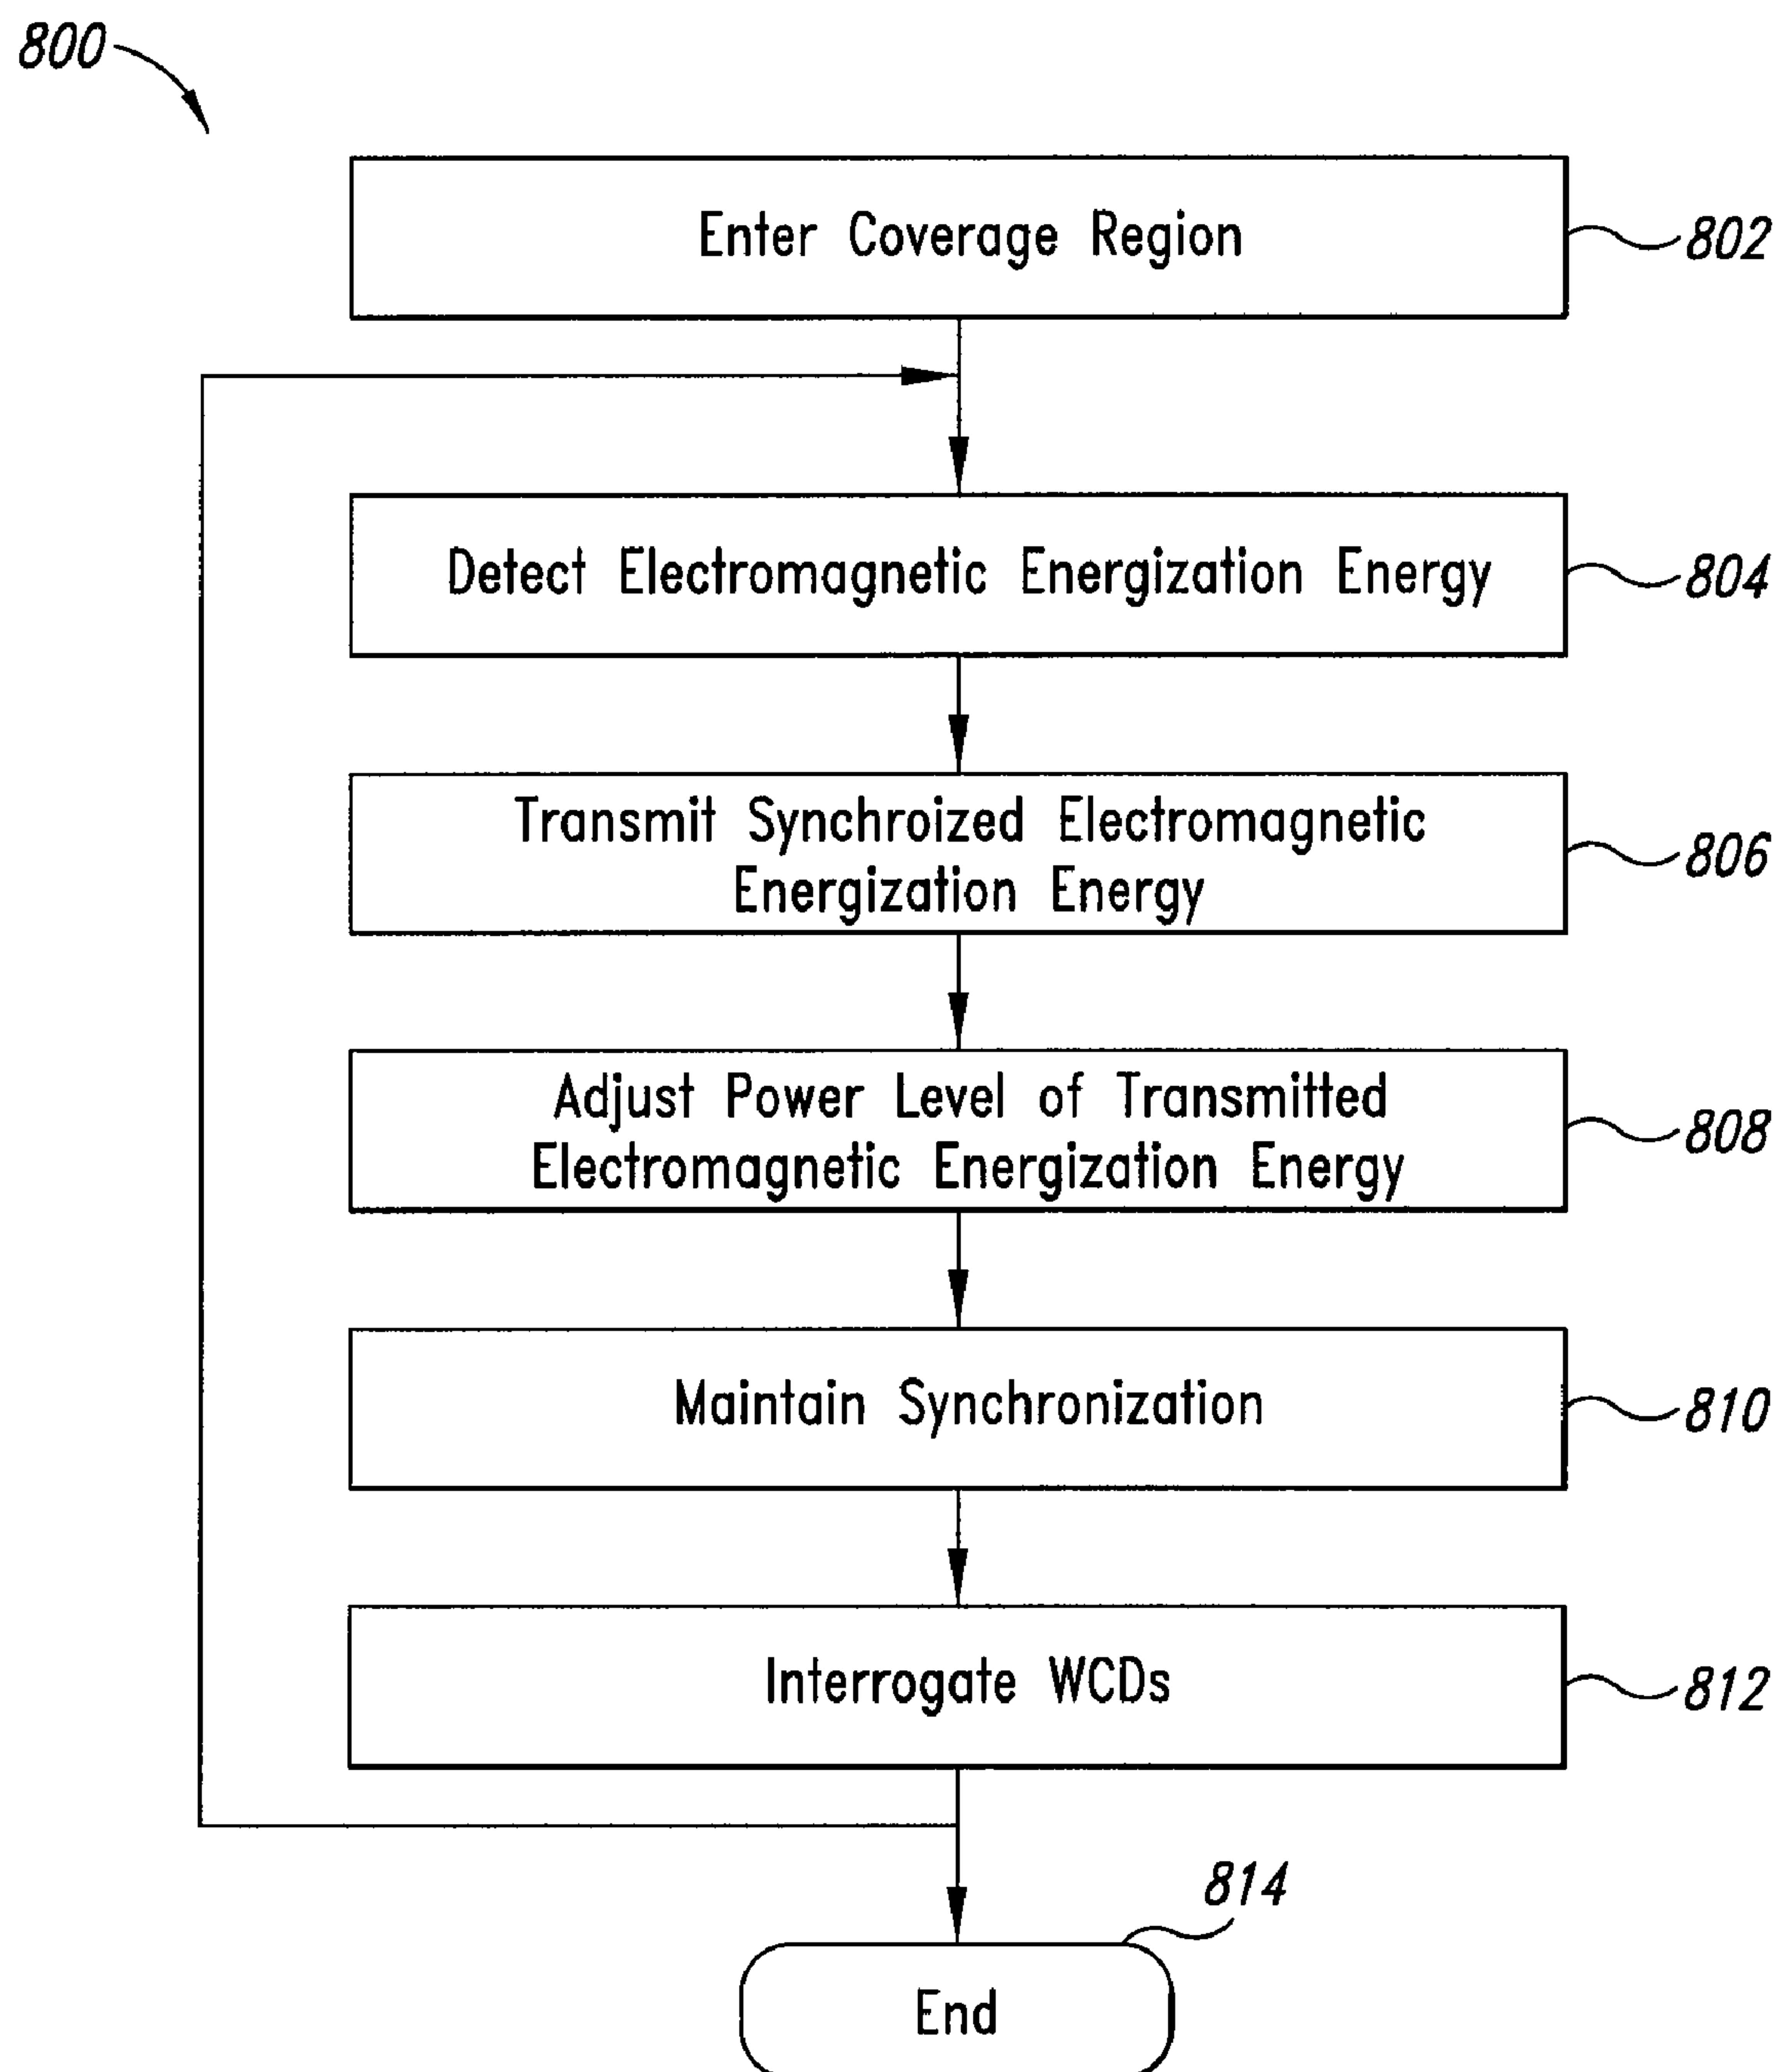 800
Enter Coverage Region
802
Detect Electromagnetic Energization Energy
804
Transmit Synchroized Electromagnetic
Energization Energy
806
Adjust Power Level of Transmitted
Electromagnetic Energization Energy
808
Maintain Synchronization
810
Interrogate WCDs
812
814
End